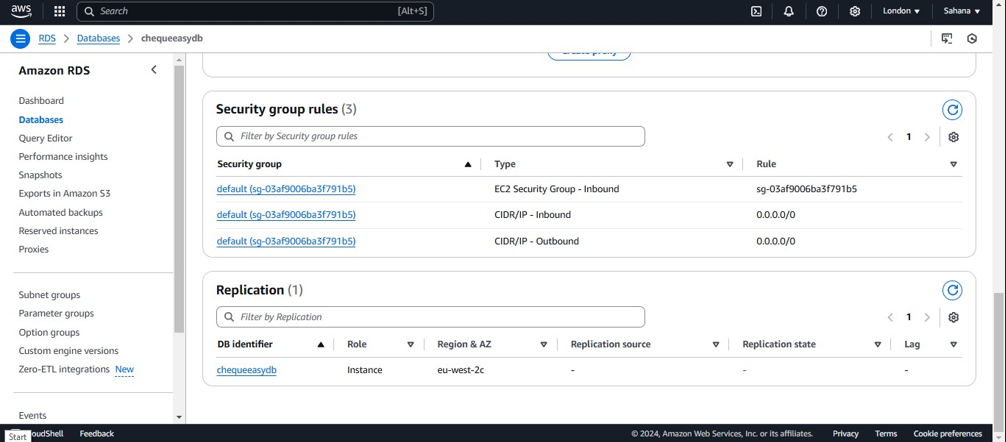 aws Search [Alt+S] London Sahana
RDS > Databases > chequeeasydb
Amazon RDS
Dashboard
Databases
Query Editor
Performance insights
Snapshots
Exports in Amazon S3
Automated backups
Reserved instances
Proxies
Subnet groups
Parameter groups
Option groups
Custom engine versions
Zero-ETL integrations New
Events
Create proxy
Security group rules (3)
Filter by Security group rules
1
Security group Type Rule
default (sg-03af9006ba3f791b5) EC2 Security Group - Inbound sg-03af9006ba3f791b5
default (sg-03af9006ba3f791b5) CIDR/IP - Inbound 0.0.0.0/0
default (sg-03af9006ba3f791b5) CIDR/IP - Outbound 0.0.0.0/0
Replication (1)
Filter by Replication
1
DB identifier Role Region & AZ Replication source Replication state Lag
chequeeasydb Instance eu-west-2c - - -
Start
CloudShell Feedback © 2024, Amazon Web Services, Inc. or its affiliates. Privacy Terms Cookie preferences